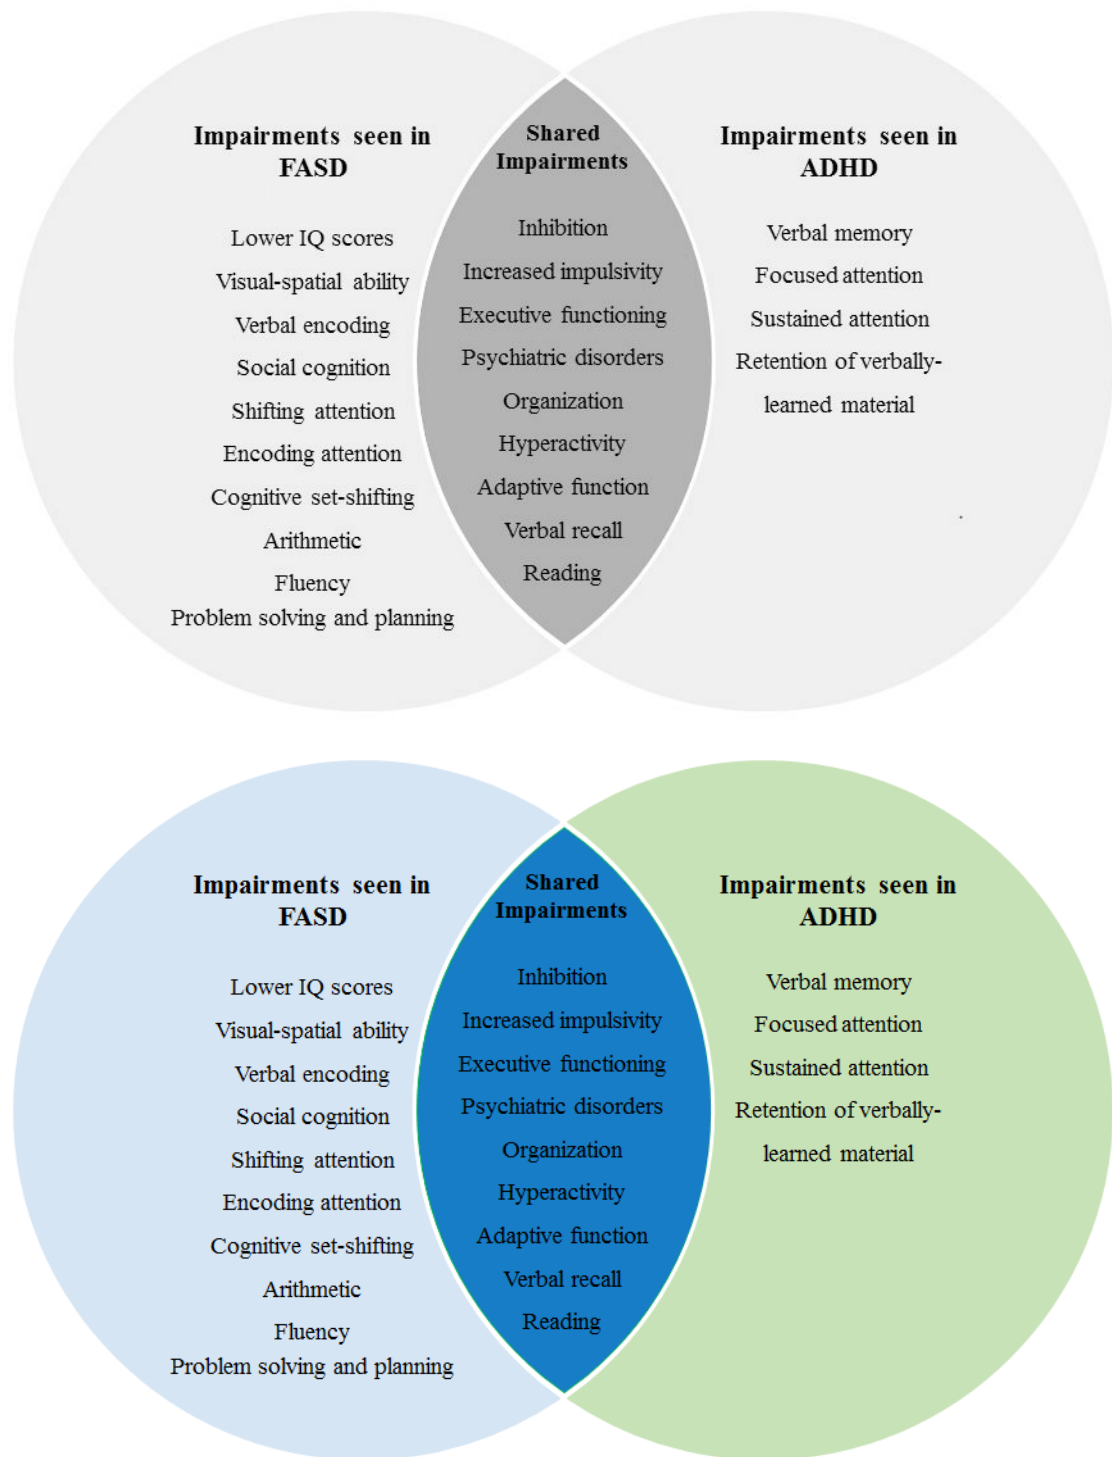 Impairments seen in
FASD
Lower IQ scores
Visual-spatial ability
Verbal encoding
Social cognition
Shifting attention
Encoding attention
Cognitive set-shifting
Arithmetic
Fluency
Problem solving and planning
Shared
Impairments
Inhibition
Increased impulsivity
Executive functioning
Psychiatric disorders
Organization
Hyperactivity
Adaptive function
Verbal recall
Reading
Impairments seen in
ADHD
Verbal memory
Focused attention
Sustained attention
Retention of verbally-
learned material
Impairments seen in
FASD
Lower IQ scores
Visual-spatial ability
Verbal encoding
Social cognition
Shifting attention
Encoding attention
Cognitive set-shifting
Arithmetic
Fluency
Problem solving and planning
Shared
Impairments
Inhibition
Increased impulsivity
Executive functioning
Psychiatric disorders
Organization
Hyperactivity
Adaptive function
Verbal recall
Reading
Impairments seen in
ADHD
Verbal memory
Focused attention
Sustained attention
Retention of verbally-
learned material